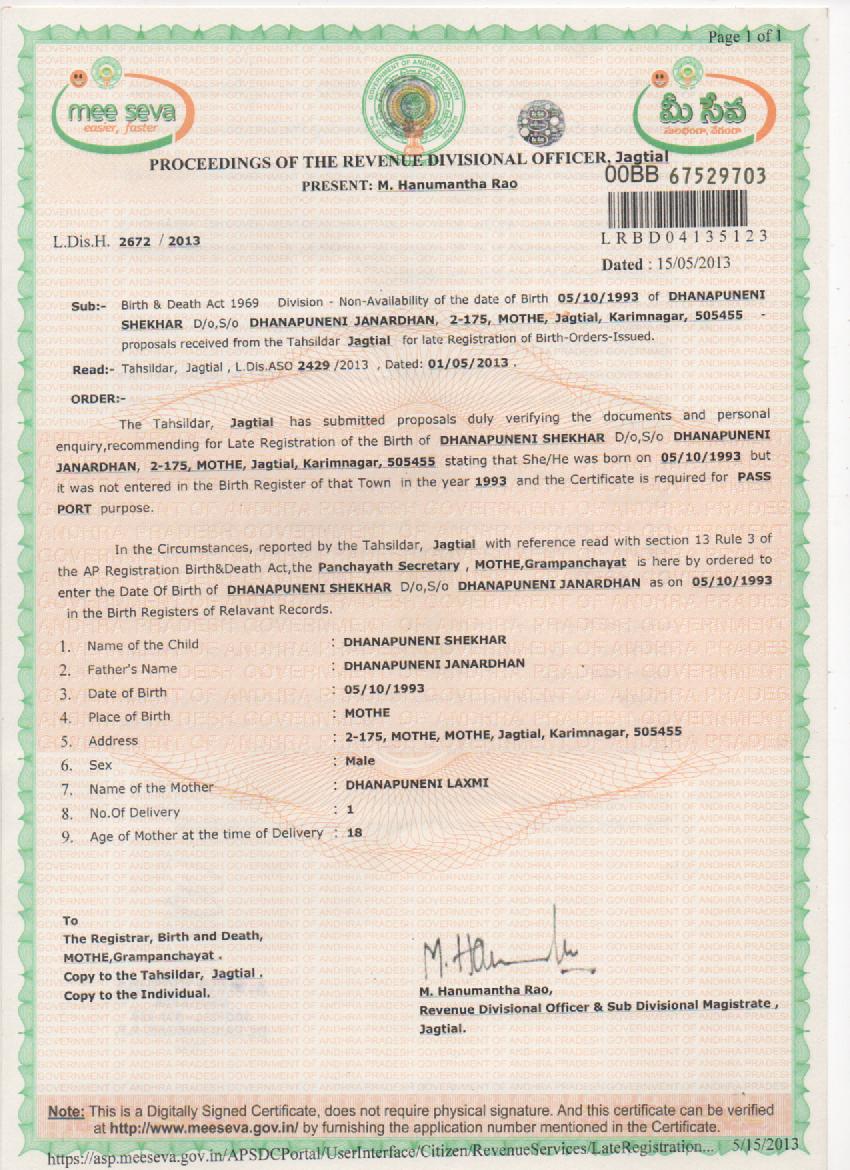 Page 1 of 1
mee seva
easier, faster
GOVERNMENT OF ANDHRA PRADESH
మీ సేవ
సులభంగా, వేగంగా
PROCEEDINGS OF THE REVENUE DIVISIONAL OFFICER, Jagtial
PRESENT: M. Hanumantha Rao
00BB 67529703
LRBD04135123
L.Dis.H. 2672 / 2013
Dated : 15/05/2013
Sub:- Birth & Death Act 1969 Division - Non-Availability of the date of Birth 05/10/1993 of DHANAPUNENI
SHEKHAR D/o,S/o DHANAPUNENI JANARDHAN, 2-175, MOTHE, Jagtial, Karimnagar, 505455 -
proposals received from the Tahsildar Jagtial for late Registration of Birth-Orders-Issued.
Read:- Tahsildar, Jagtial , L.Dis.ASO 2429 /2013 , Dated: 01/05/2013 .
ORDER:-
The Tahsildar, Jagtial has submitted proposals duly verifying the documents and personal
enquiry,recommending for Late Registration of the Birth of DHANAPUNENI SHEKHAR D/o,S/o DHANAPUNENI
JANARDHAN, 2-175, MOTHE, Jagtial, Karimnagar, 505455 stating that She/He was born on 05/10/1993 but
it was not entered in the Birth Register of that Town in the year 1993 and the Certificate is required for PASS
PORT purpose.
In the Circumstances, reported by the Tahsildar, Jagtial with reference read with section 13 Rule 3 of
the AP Registration Birth&Death Act,the Panchayath Secretary , MOTHE,Grampanchayat is here by ordered to
enter the Date Of Birth of DHANAPUNENI SHEKHAR D/o,S/o DHANAPUNENI JANARDHAN as on 05/10/1993
in the Birth Registers of Relavant Records.
1. Name of the Child : DHANAPUNENI SHEKHAR
2. Father's Name : DHANAPUNENI JANARDHAN
3. Date of Birth : 05/10/1993
4. Place of Birth : MOTHE
5. Address : 2-175, MOTHE, MOTHE, Jagtial, Karimnagar, 505455
6. Sex : Male
7. Name of the Mother : DHANAPUNENI LAXMI
8. No.Of Delivery : 1
9. Age of Mother at the time of Delivery : 18
To
The Registrar, Birth and Death,
MOTHE,Grampanchayat .
Copy to the Tahsildar, Jagtial .
Copy to the Individual.
M. Hanumantha Rao,
Revenue Divisional Officer & Sub Divisional Magistrate ,
Jagtial.
Note: This is a Digitally Signed Certificate, does not require physical signature. And this certificate can be verified
at http://www.meeseva.gov.in/ by furnishing the application number mentioned in the Certificate.
https://asp.meeseva.gov.in/APSDCPortal/UserInterface/Citizen/RevenueServices/LateRegistration... 5/15/2013